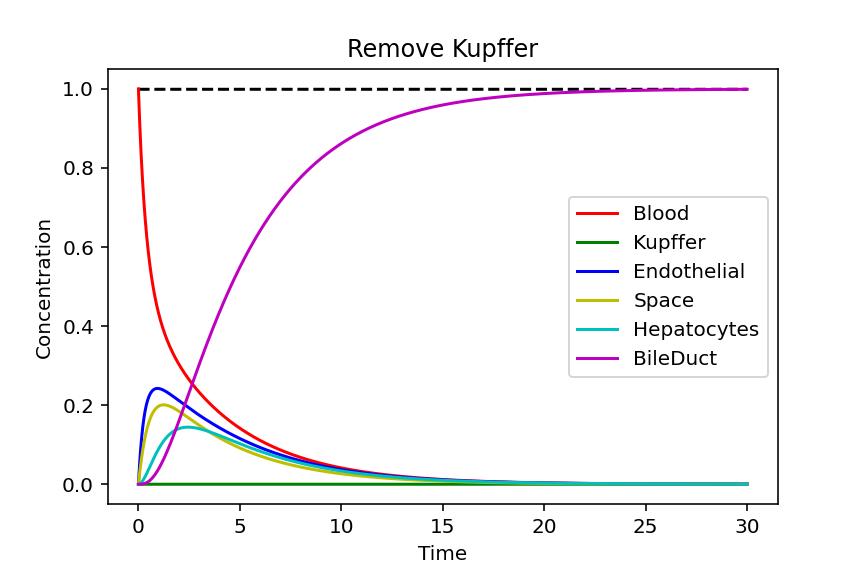 Remove Kupffer
Concentration
1.0
0.8
0.6
0.4
0.2
0.0
Blood
Kupffer
Endothelial
Space
Hepatocytes
BileDuct
0 5 10 15 20 25 30
Time